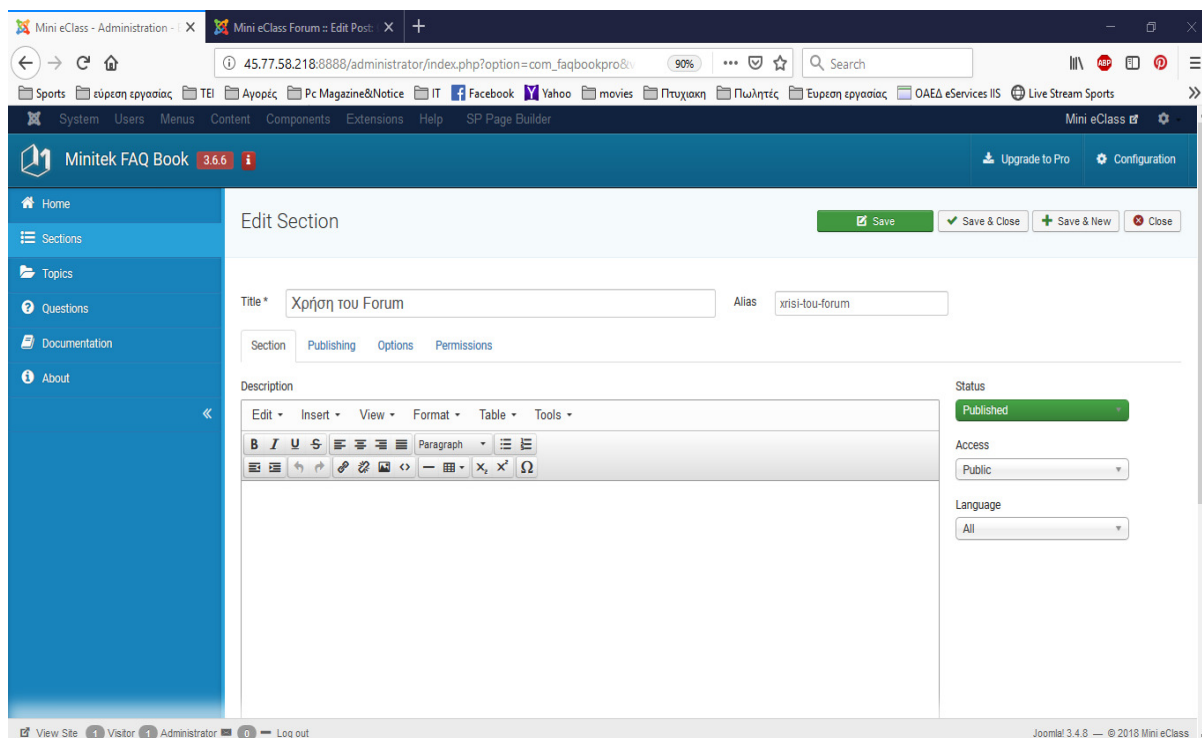 Mini eClass - Administration - E
Mini eClass Forum :: Edit Post:
45.77.58.218:8888/administrator/index.php?option=com_faqbookpro&v
90%
Search
ABP
Sports
εύρεση εργασίας
TEI
Αγορές
Pc Magazine&Notice
IT
Facebook
Yahoo
movies
Πτυχιακη
Πωλητές
Έυρεση εργασίας
ΟΑΕΔ eServices IIS
Live Stream Sports
System Users Menus Content Components Extensions Help SP Page Builder
Mini eClass
Minitek FAQ Book 3.6.6
Upgrade to Pro
Configuration
Home
Sections
Topics
Questions
Documentation
About
Edit Section
Save
Save & Close
Save & New
Close
Title *
Χρήση του Forum
Alias
xrisi-tou-forum
Section Publishing Options Permissions
Description
Edit Insert View Format Table Tools
B I U S Paragraph
X₂ X² Ω
Status
Published
Access
Public
Language
All
View Site 1 Visitor 1 Administrator 0 Log out
Joomla! 3.4.8 — © 2018 Mini eClass